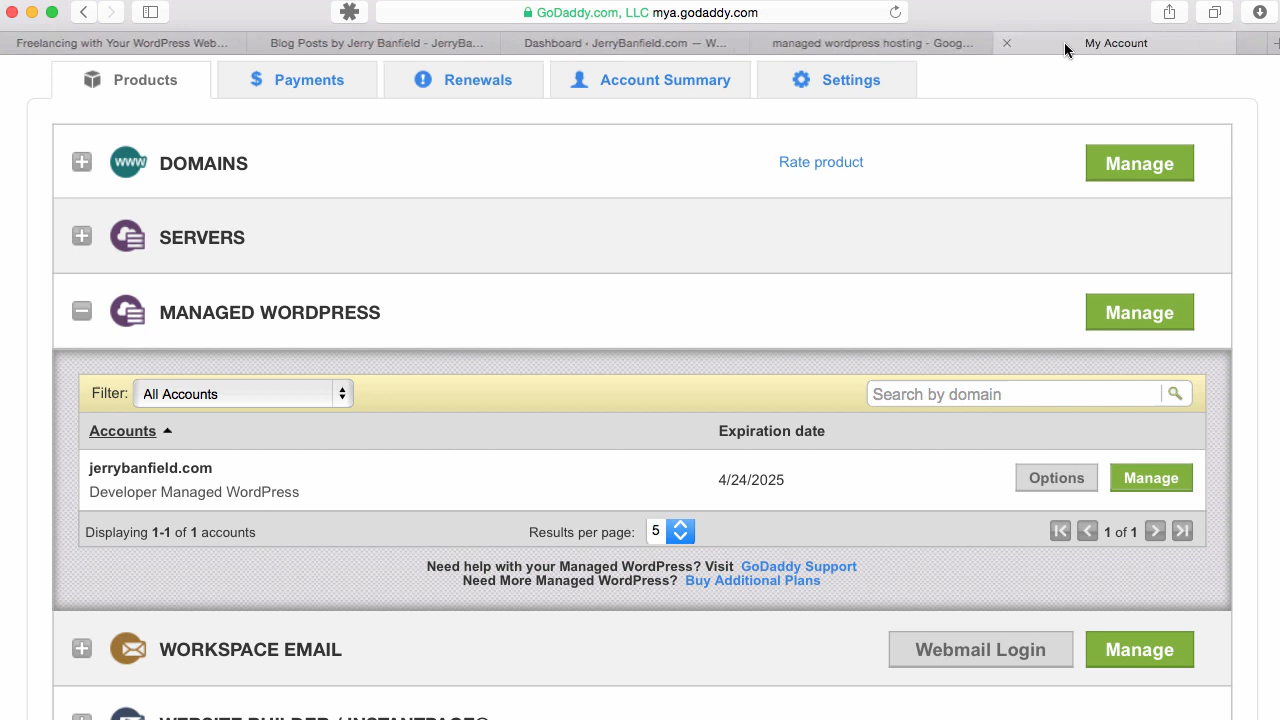 GoDaddy.com, LLC mya.godaddy.com
Freelancing with Your WordPress Web...
Blog Posts by Jerry Banfield - JerryBa...
Dashboard ‹ JerryBanfield.com — W...
managed wordpress hosting - Goog...
My Account
Products
Payments
Renewals
Account Summary
Settings
www
DOMAINS
Rate product
Manage
SERVERS
MANAGED WORDPRESS
Manage
Filter: All Accounts
Search by domain
Accounts
Expiration date
jerrybanfield.com
Developer Managed WordPress
4/24/2025
Options
Manage
Displaying 1-1 of 1 accounts
Results per page: 5
1 of 1
Need help with your Managed WordPress? Visit GoDaddy Support
Need More Managed WordPress? Buy Additional Plans
WORKSPACE EMAIL
Webmail Login
Manage
WEBSITE BUILDER / INSTANTPAGE®